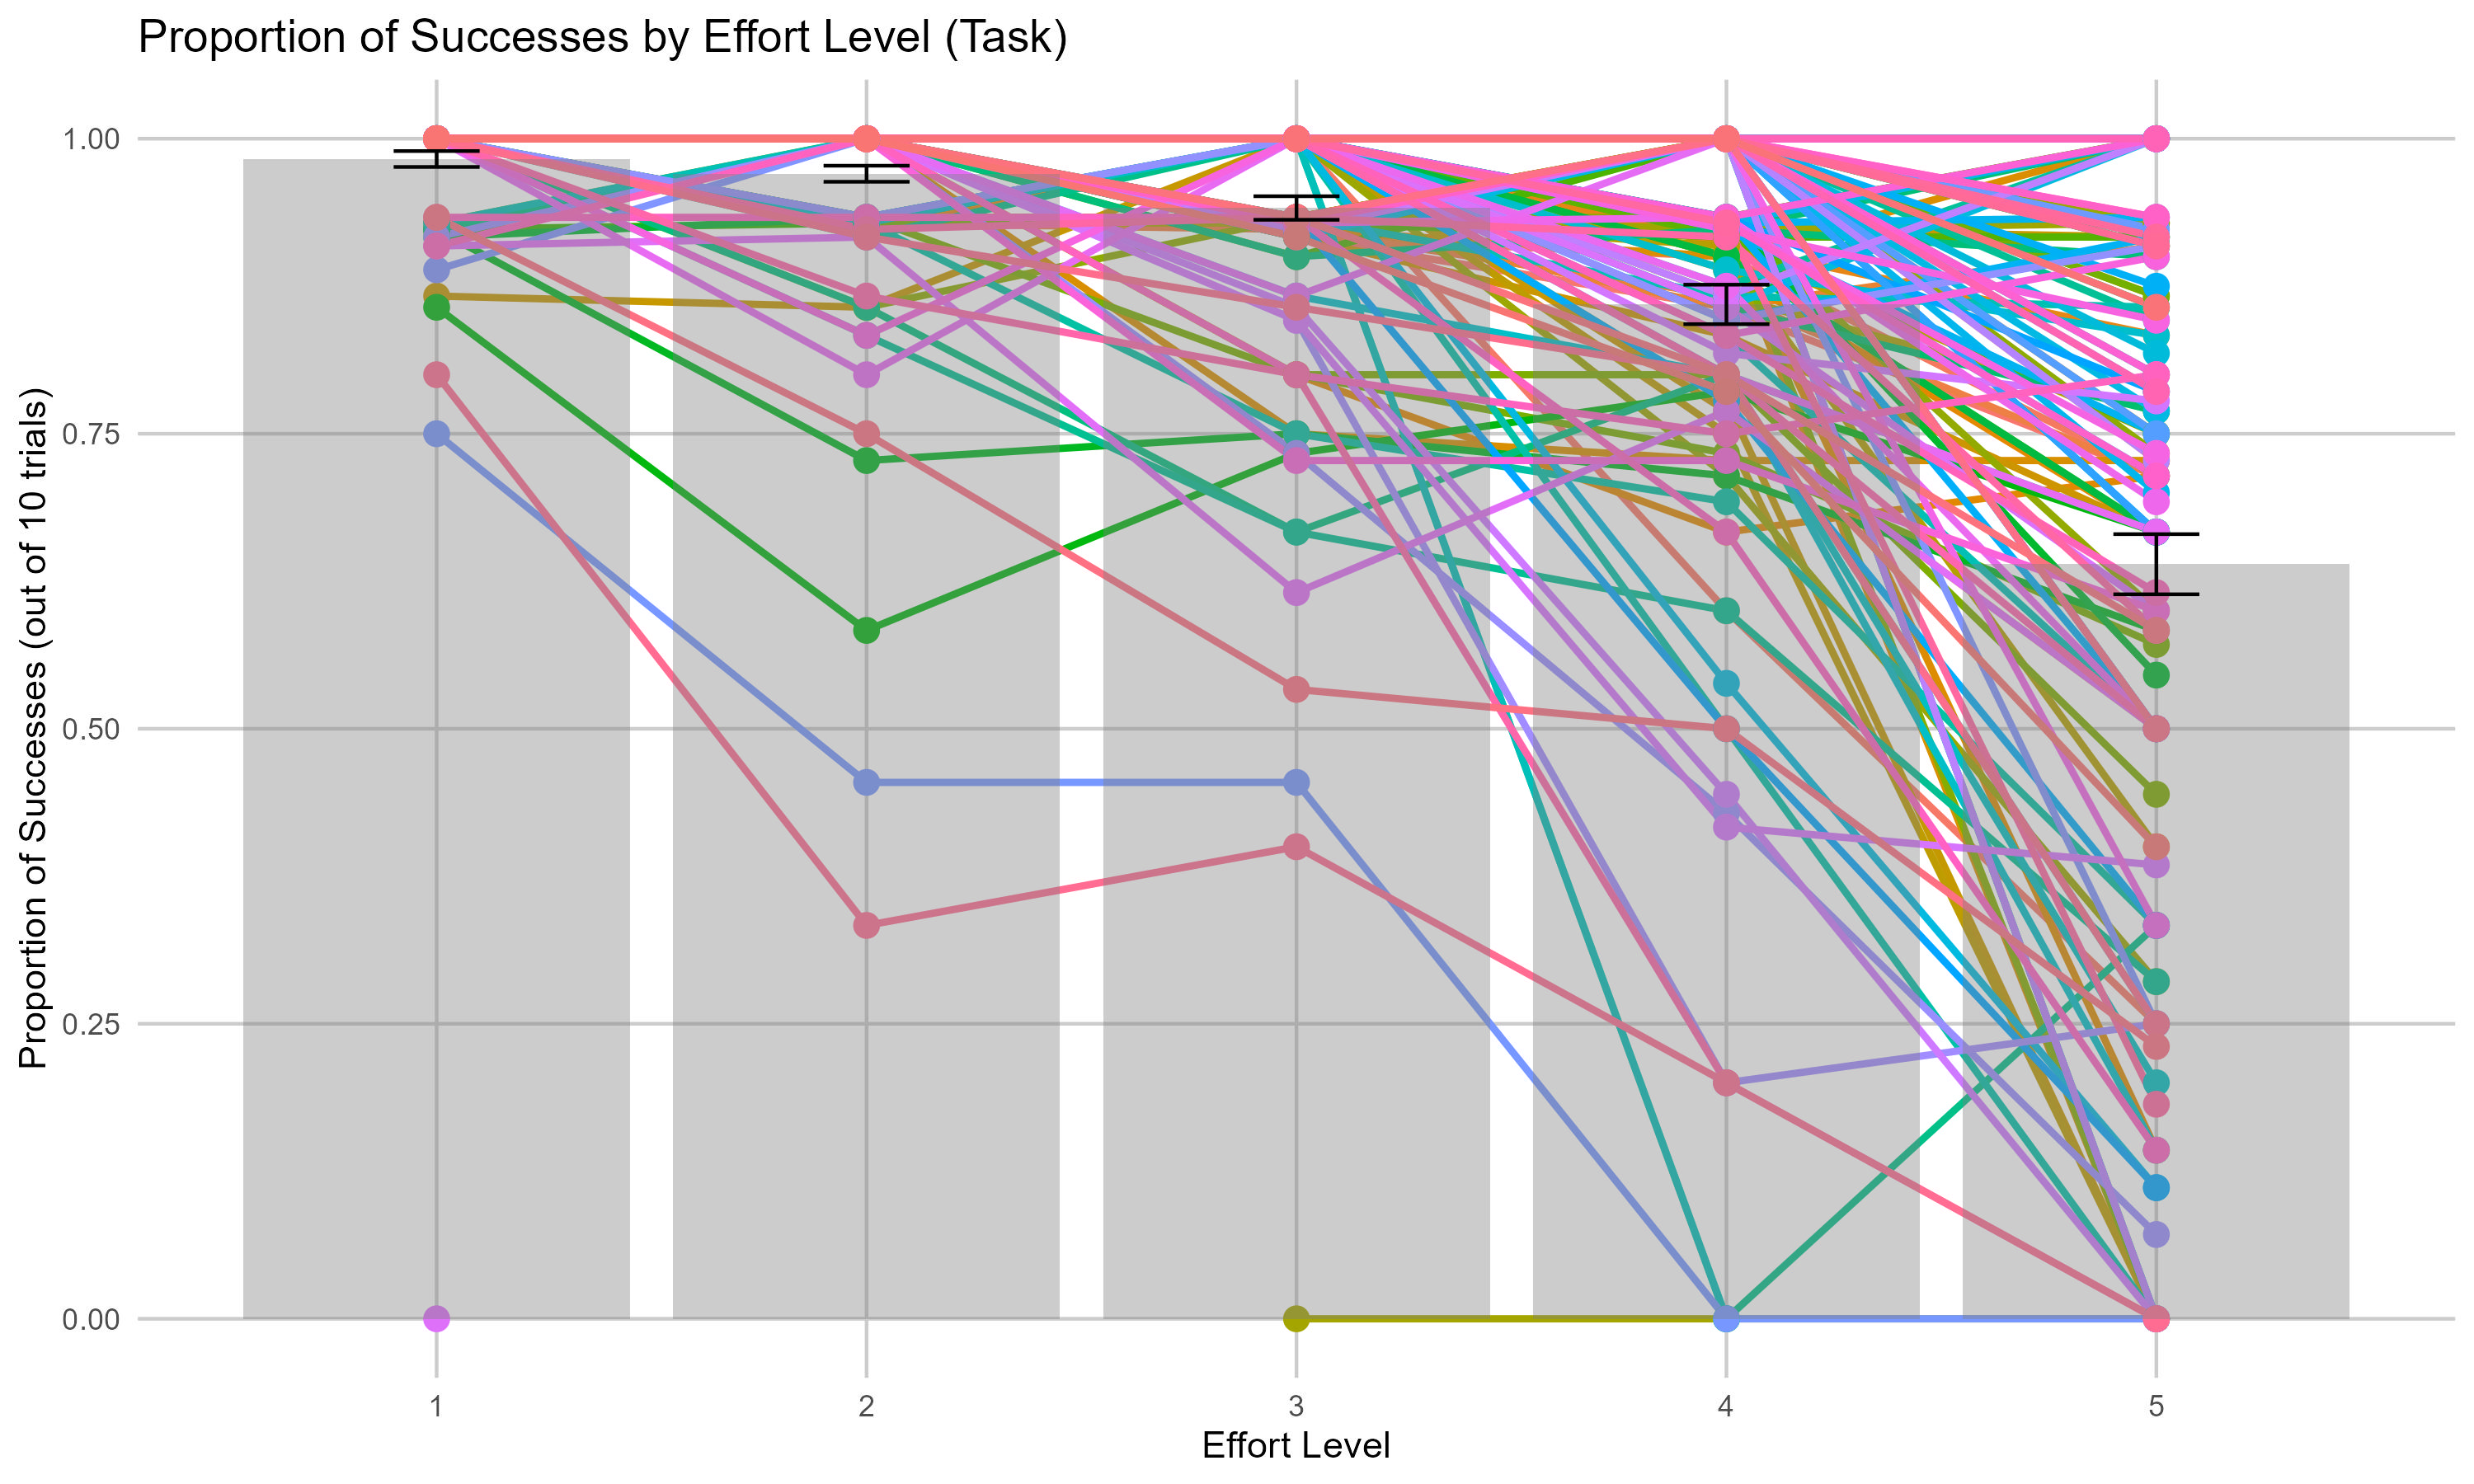 Proportion of Successes by Effort Level (Task)
Proportion of Successes (out of 10 trials)
1.00
0.75
0.50
0.25
0.00
1 2 3 4 5
Effort Level